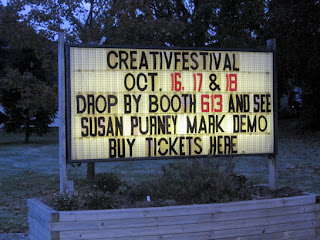 CREATIVFESTIVAL
OCT. 16, 17 & 18
DROP BY BOOTH 613 AND SEE
SUSAN PURNEY MARK DEMO
BUY TICKETS HERE